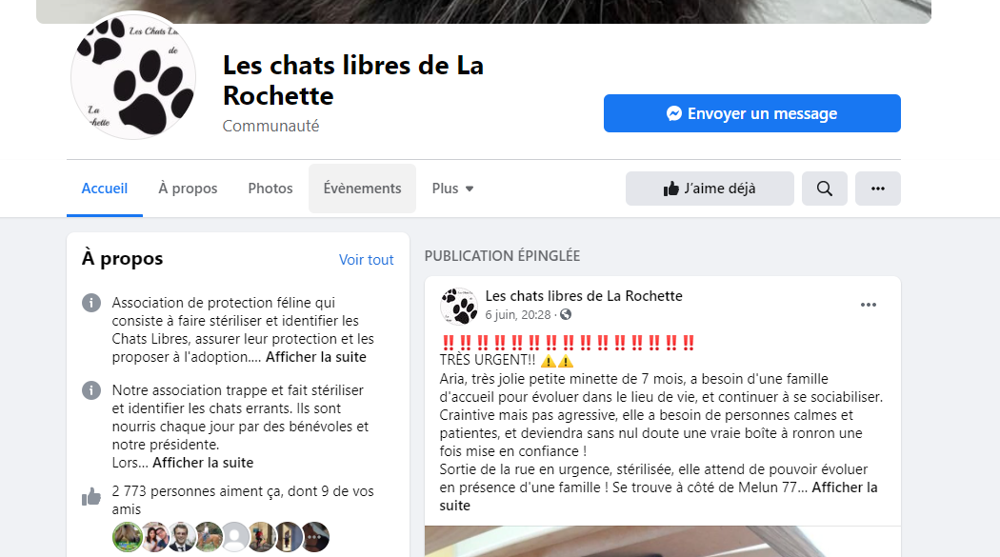 Les Chats Li
de
La
chette
Les chats libres de La
Rochette
Communauté
Envoyer un message
Accueil
À propos
Photos
Évènements
Plus
J'aime déjà
À propos
Voir tout
Association de protection féline qui
consiste à faire stériliser et identifier les
Chats Libres, assurer leur protection et les
proposer à l'adoption.... Afficher la suite
Notre association trappe et fait stériliser
et identifier les chats errants. Ils sont
nourris chaque jour par des bénévoles et
notre présidente.
Lors... Afficher la suite
2 773 personnes aiment ça, dont 9 de vos
amis
PUBLICATION ÉPINGLÉE
Les chats libres de La Rochette
6 juin, 20:28 ·
‼️‼️‼️‼️‼️‼️‼️‼️‼️‼️‼️‼️‼️‼️‼️
TRÈS URGENT!! ⚠️⚠️
Aria, très jolie petite minette de 7 mois, a besoin d'une famille
d'accueil pour évoluer dans le lieu de vie, et continuer à se sociabiliser.
Craintive mais pas agressive, elle a besoin de personnes calmes et
patientes, et deviendra sans nul doute une vraie boîte à ronron une
fois mise en confiance !
Sortie de la rue en urgence, stérilisée, elle attend de pouvoir évoluer
en présence d'une famille ! Se trouve à côté de Melun 77... Afficher la
suite